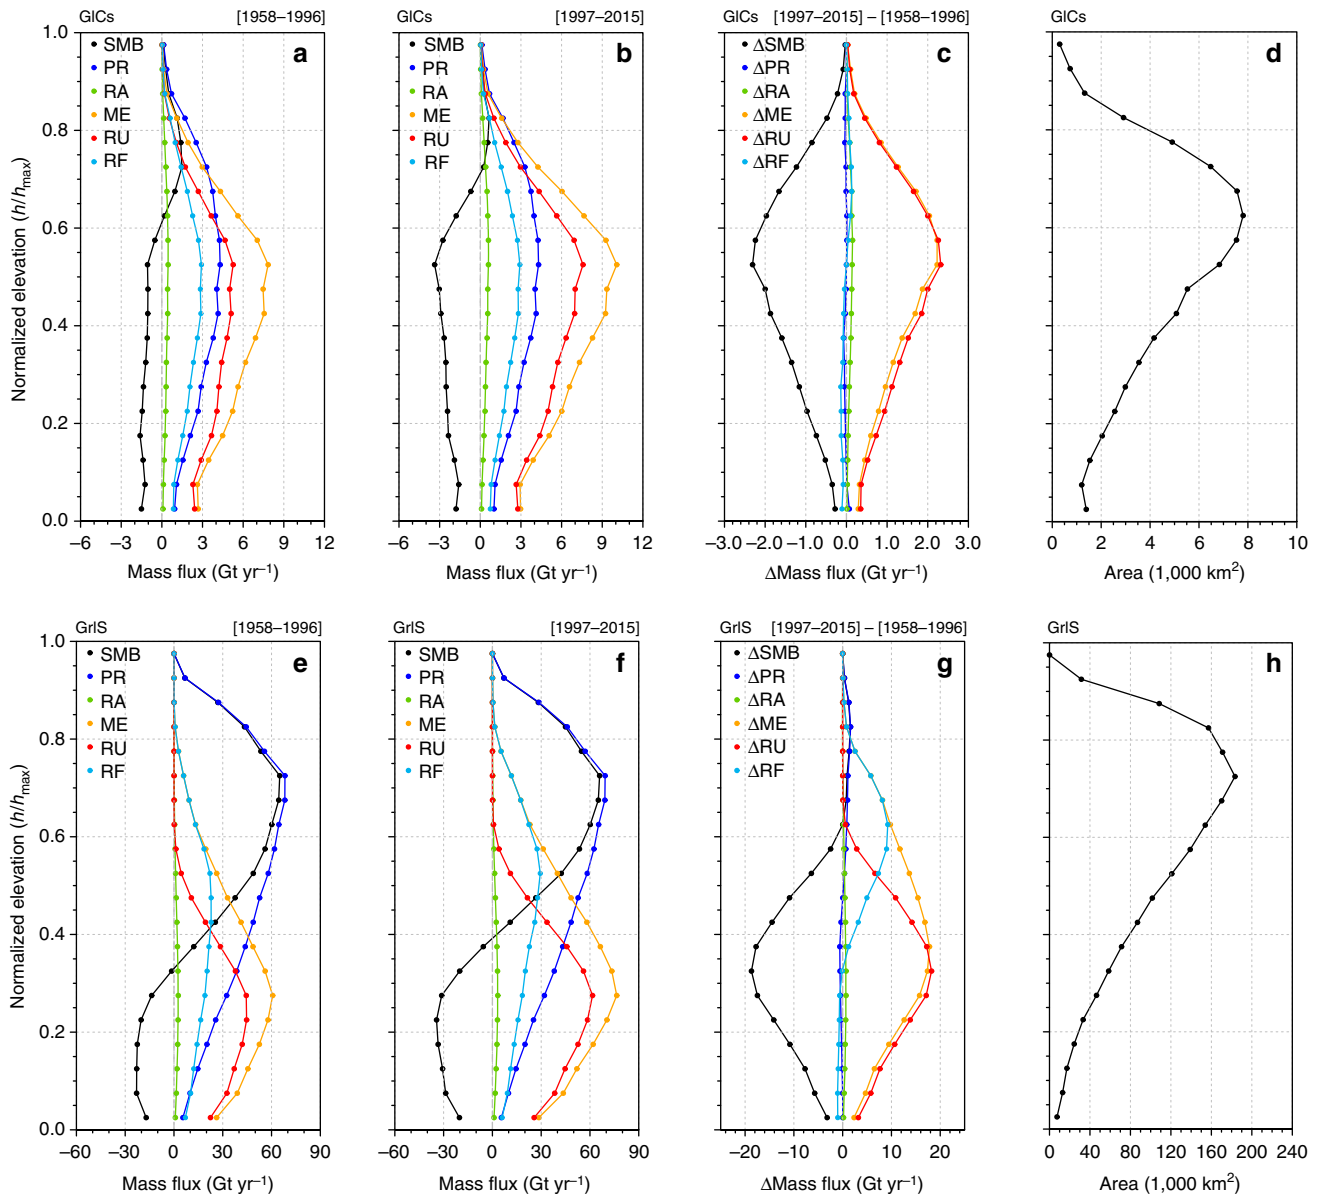 GICs [1958–1996]
a
SMB
PR
RA
ME
RU
RF
Normalized elevation (h/hmax)
1.0
0.8
0.6
0.4
0.2
0.0
−6 −3 0 3 6 9 12
Mass flux (Gt yr−1)
GICs [1997–2015]
b
SMB
PR
RA
ME
RU
RF
−6 −3 0 3 6 9 12
Mass flux (Gt yr−1)
GICs [1997–2015] – [1958–1996]
c
ΔSMB
ΔPR
ΔRA
ΔME
ΔRU
ΔRF
−3.0 −2.0 −1.0 0.0 1.0 2.0 3.0
ΔMass flux (Gt yr−1)
GICs
d
0 2 4 6 8 10
Area (1,000 km2)
GrIS [1958–1996]
e
SMB
PR
RA
ME
RU
RF
Normalized elevation (h/hmax)
1.0
0.8
0.6
0.4
0.2
0.0
−60 −30 0 30 60 90
Mass flux (Gt yr−1)
GrIS [1997–2015]
f
SMB
PR
RA
ME
RU
RF
−60 −30 0 30 60 90
Mass flux (Gt yr−1)
GrIS [1997–2015] – [1958–1996]
g
ΔSMB
ΔPR
ΔRA
ΔME
ΔRU
ΔRF
−20 −10 0 10 20
ΔMass flux (Gt yr−1)
GrIS
h
0 40 80 120 160 200 240
Area (1,000 km2)